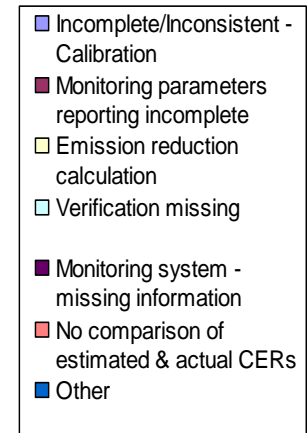 Incomplete/Inconsistent -
Calibration
Monitoring parameters
reporting incomplete
Emission reduction
calculation
Verification missing
Monitoring system -
missing information
No comparison of
estimated & actual CERs
Other